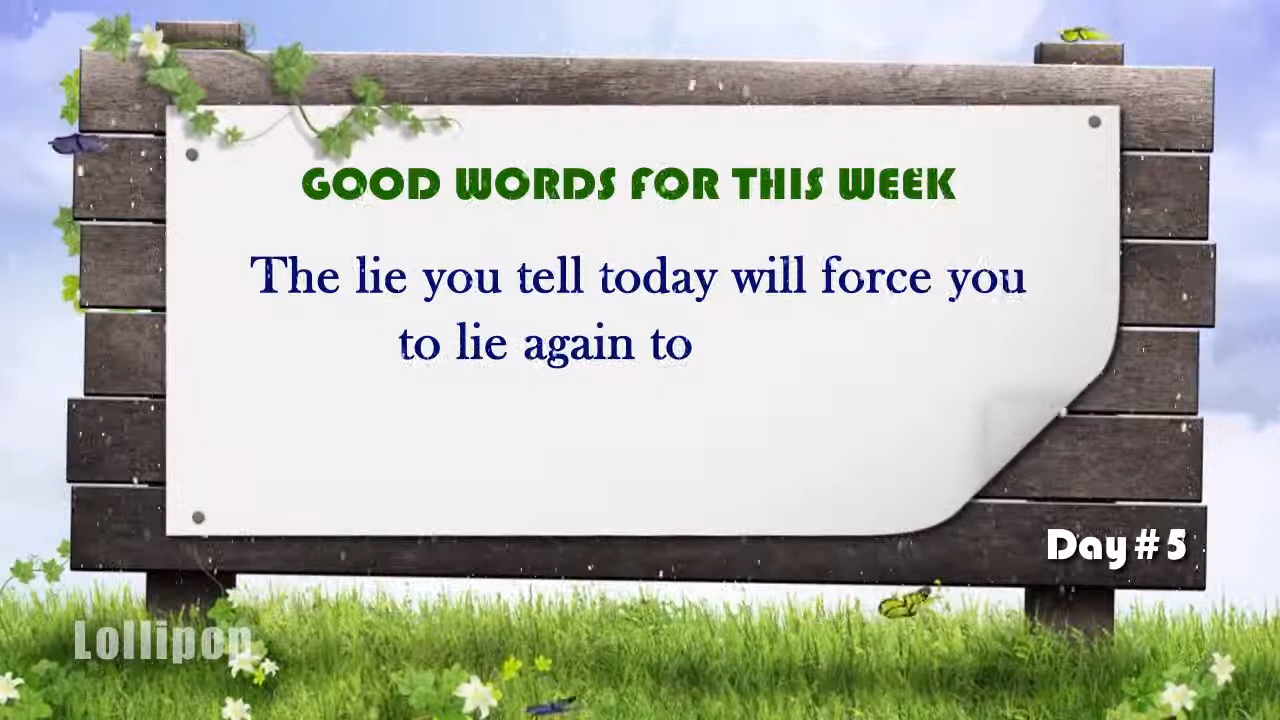 GOOD WORDS FOR THIS WEEK
The lie you tell today will force you
to lie again to
Day # 5
Lollipop